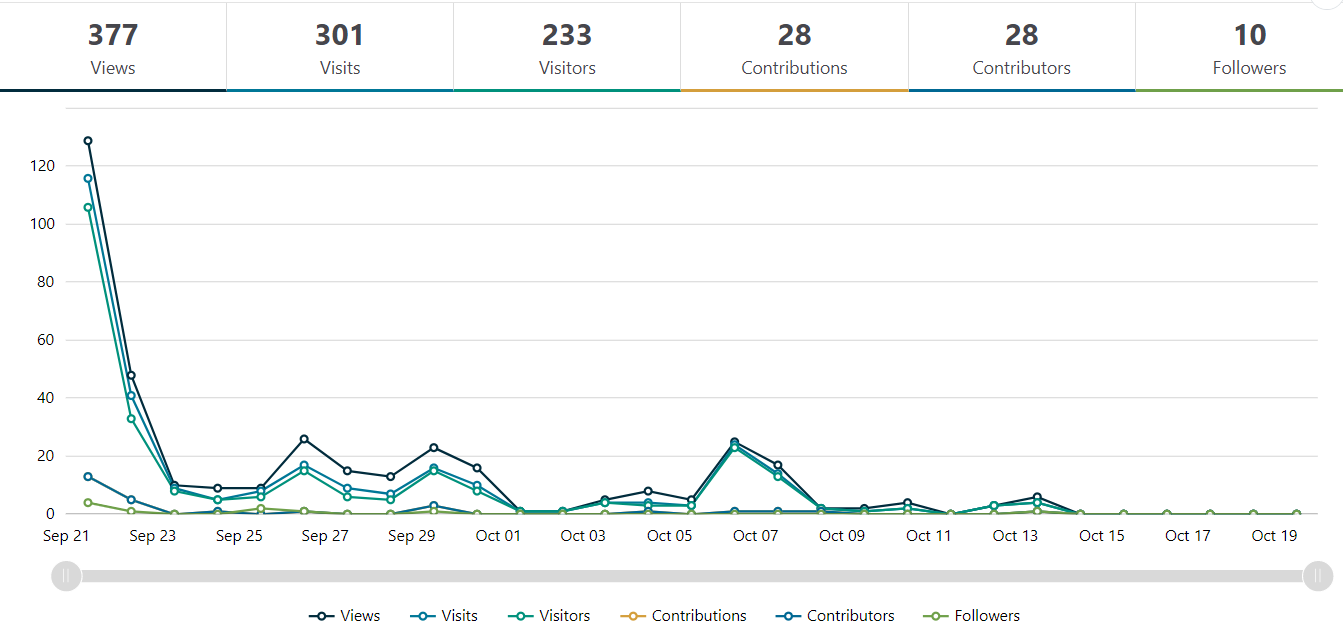 377 301 233 28 28 10
Views Visits Visitors Contributions Contributors Followers
120
100
80
60
40
20
0
Sep 21 Sep 23 Sep 25 Sep 27 Sep 29 Oct 01 Oct 03 Oct 05 Oct 07 Oct 09 Oct 11 Oct 13 Oct 15 Oct 17 Oct 19
Views Visits Visitors Contributions Contributors Followers